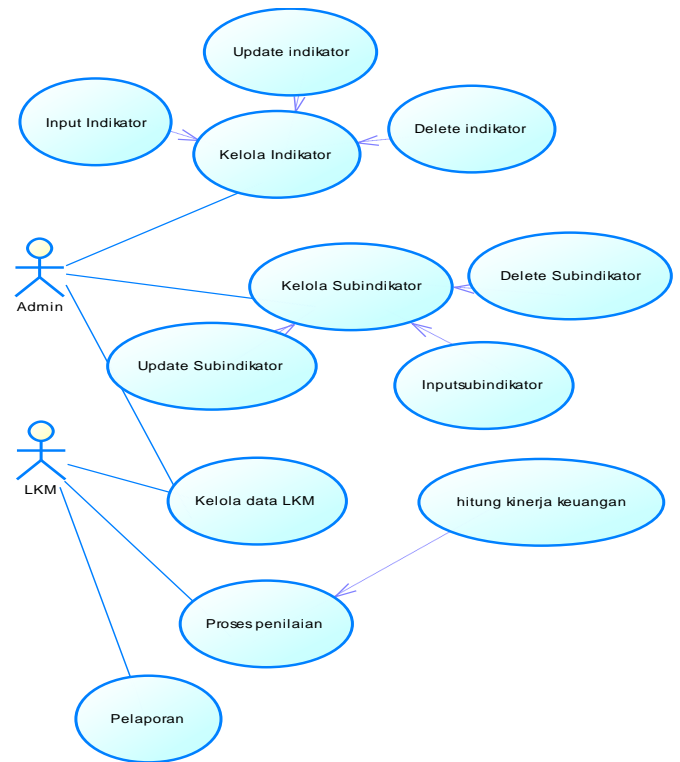 Update indikator
Input Indikator
Delete indikator
Kelola Indikator
Kelola Subindikator
Delete Subindikator
Admin
Update Subindikator
Inputsubindikator
LKM
Kelola data LKM
hitung kinerja keuangan
Proses penilaian
Pelaporan